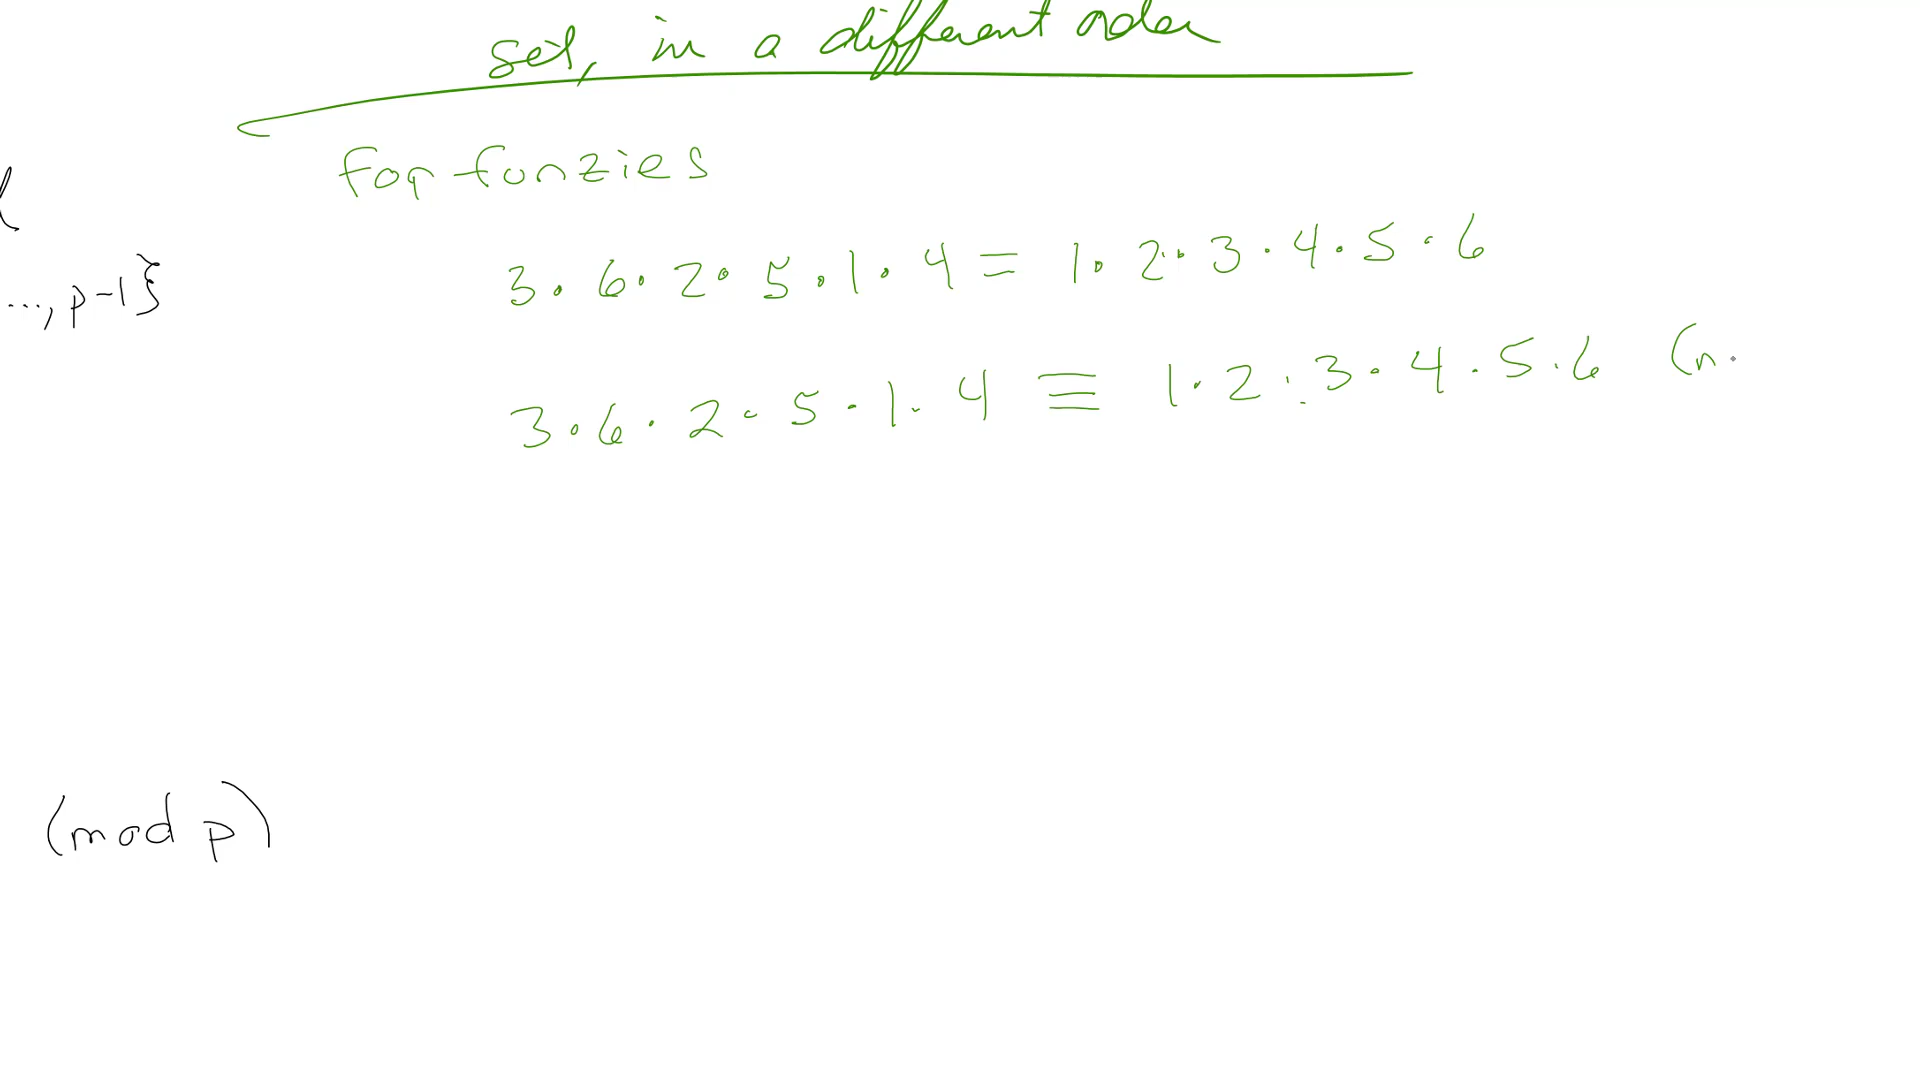 set, in a different order
For funzies
3 · 6 · 2 · 5 · 1 · 4 = 1 · 2 · 3 · 4 · 5 · 6
..., p-1}
3 · 6 · 2 · 5 · 1 · 4 ≡ 1 · 2 · 3 · 4 · 5 · 6 (n
(mod p)